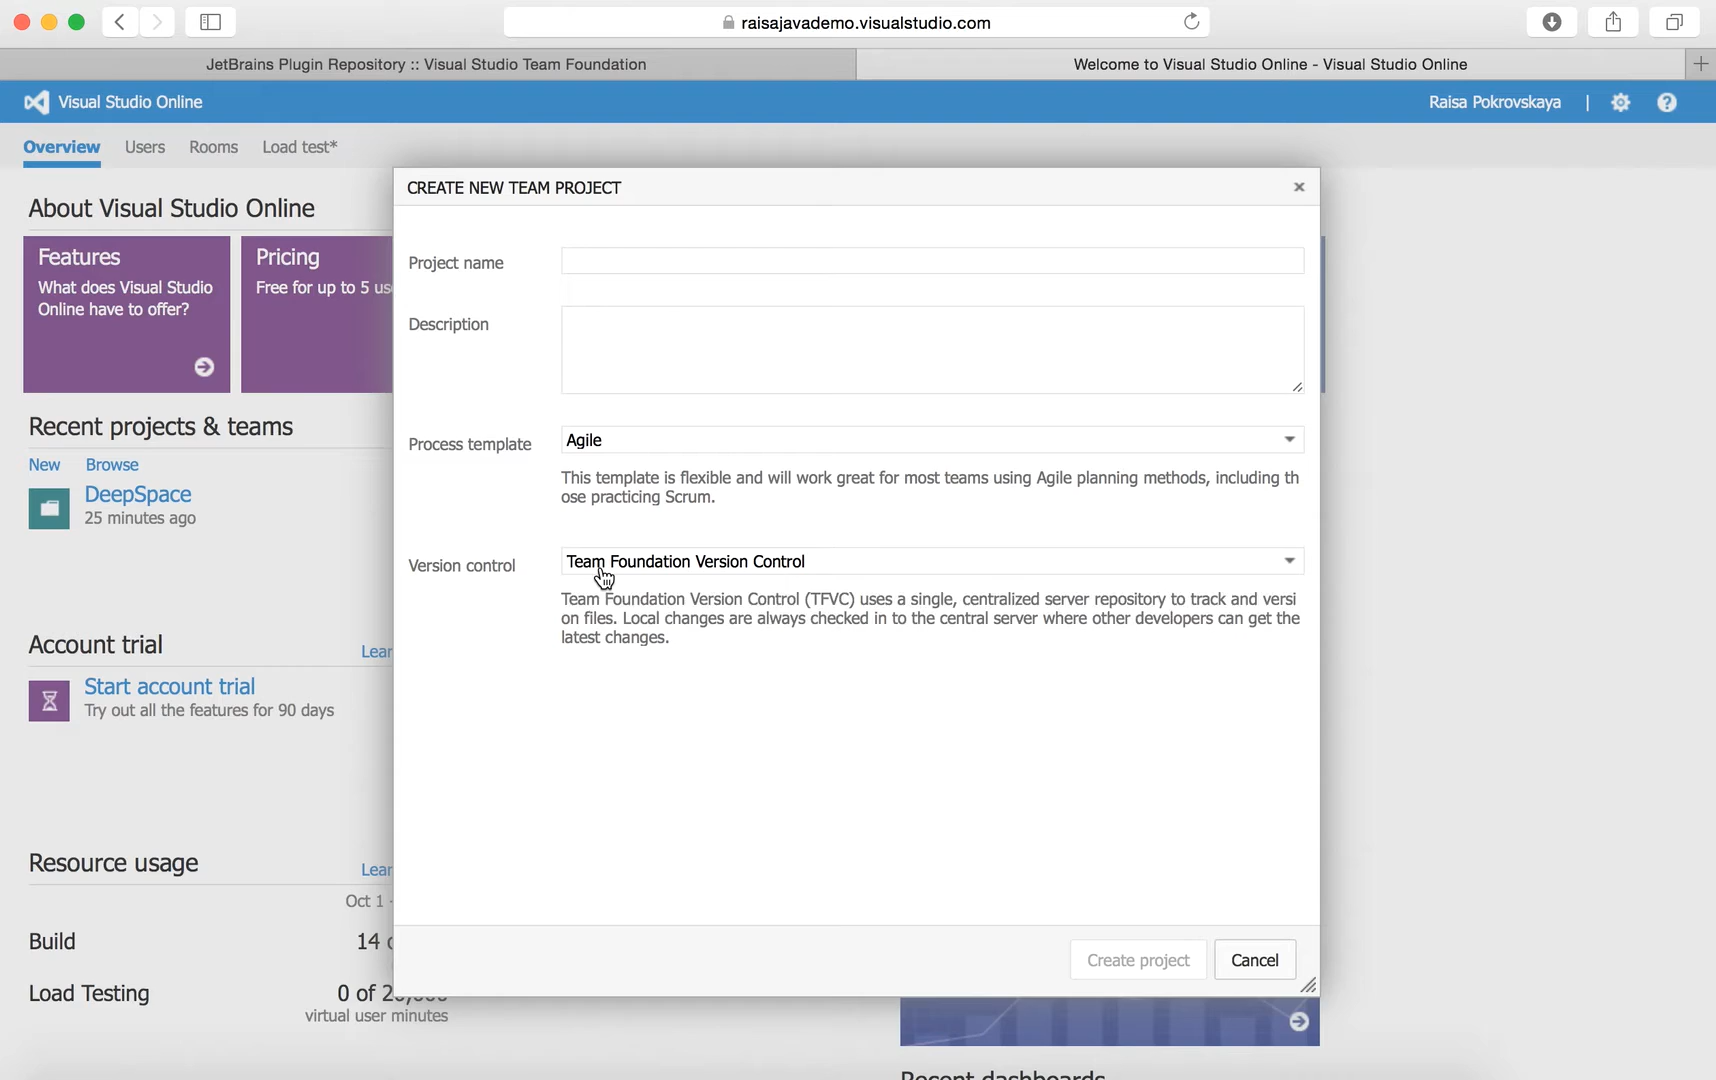 raisajavademo.visualstudio.com
JetBrains Plugin Repository :: Visual Studio Team Foundation
Welcome to Visual Studio Online - Visual Studio Online
Visual Studio Online
Raisa Pokrovskaya
Overview Users Rooms Load test*
CREATE NEW TEAM PROJECT
About Visual Studio Online
Features
What does Visual Studio
Online have to offer?
Pricing
Free for up to 5
Project name
Description
Recent projects & teams
New Browse
DeepSpace
25 minutes ago
Process template
Agile
This template is flexible and will work great for most teams using Agile planning methods, including th
ose practicing Scrum.
Version control
Team Foundation Version Control
Team Foundation Version Control (TFVC) uses a single, centralized server repository to track and versi
on files. Local changes are always checked in to the central server where other developers can get the
latest changes.
Account trial
Start account trial
Try out all the features for 90 days
Resource usage
Oct 1
Build 14
Load Testing 0 of
virtual user minutes
Create project
Cancel
Recent dashboards